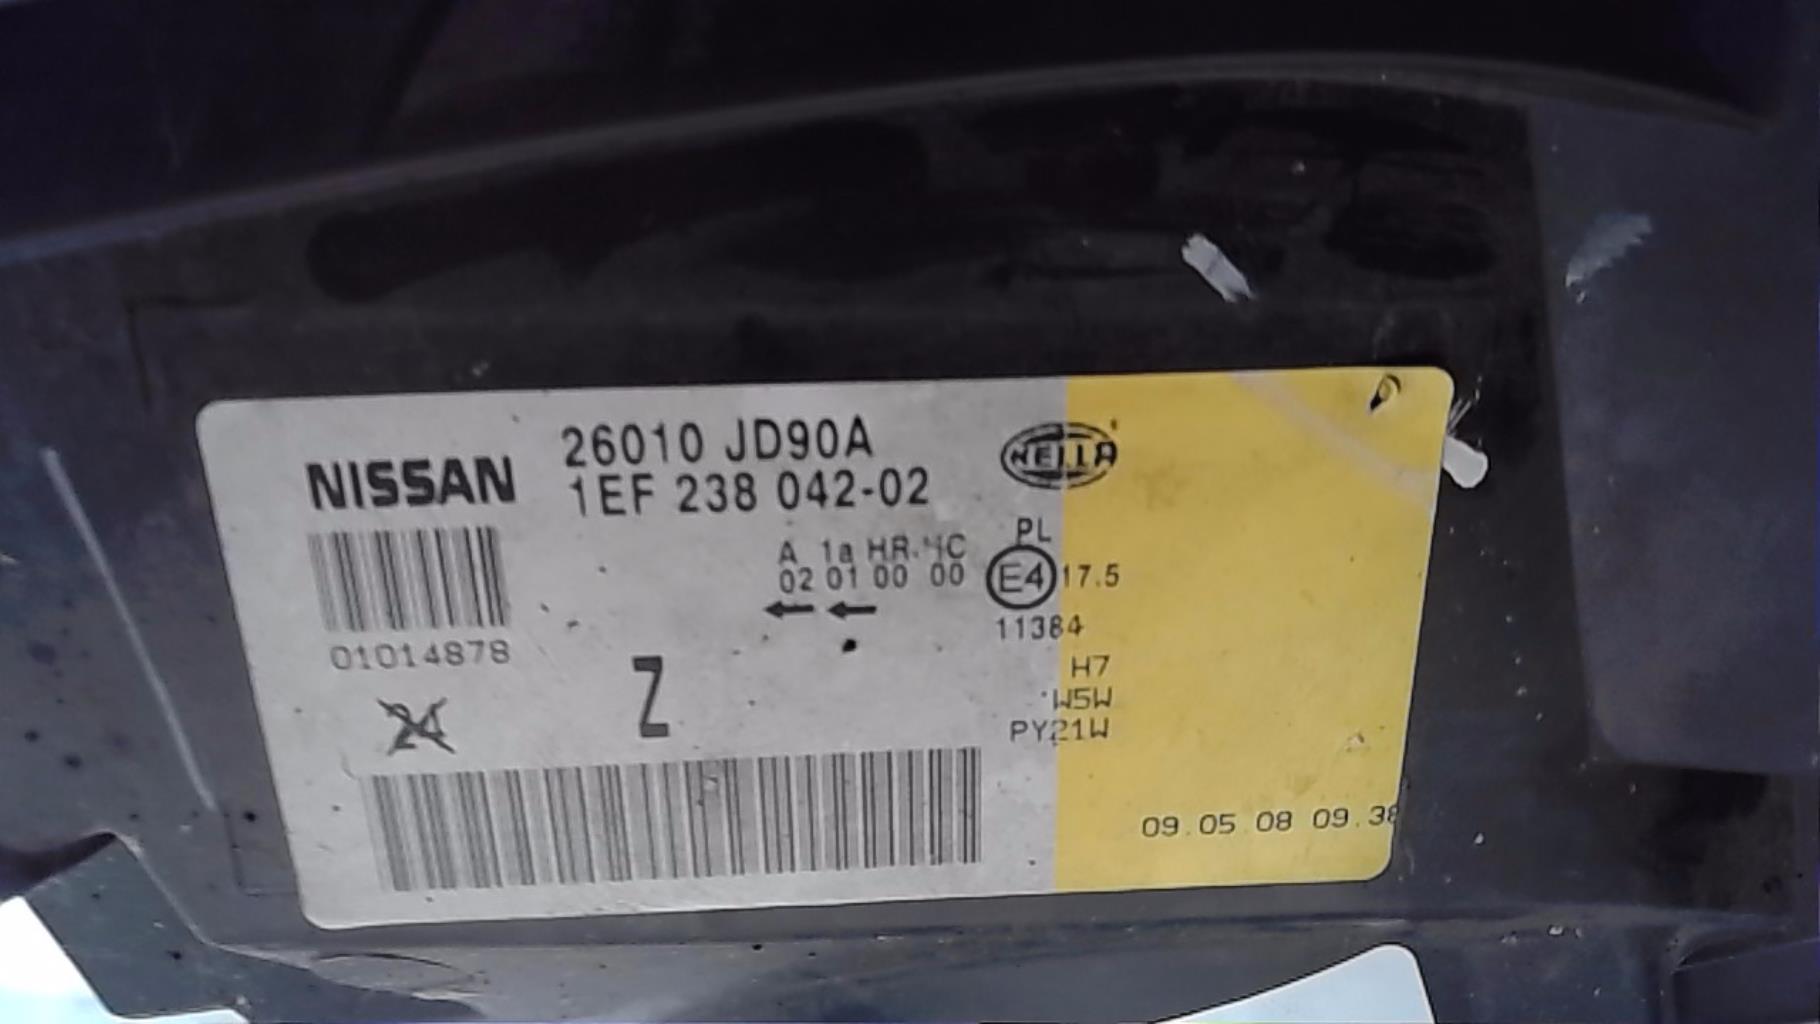 NISSAN
26010 JD90A
1EF 238 042-02
HELLA
A 1a HR HC
02 01 00 00
PL
E4 17.5
11384
01014878
H7
W5W
PY21W
24
Z
09.05 08 09.38